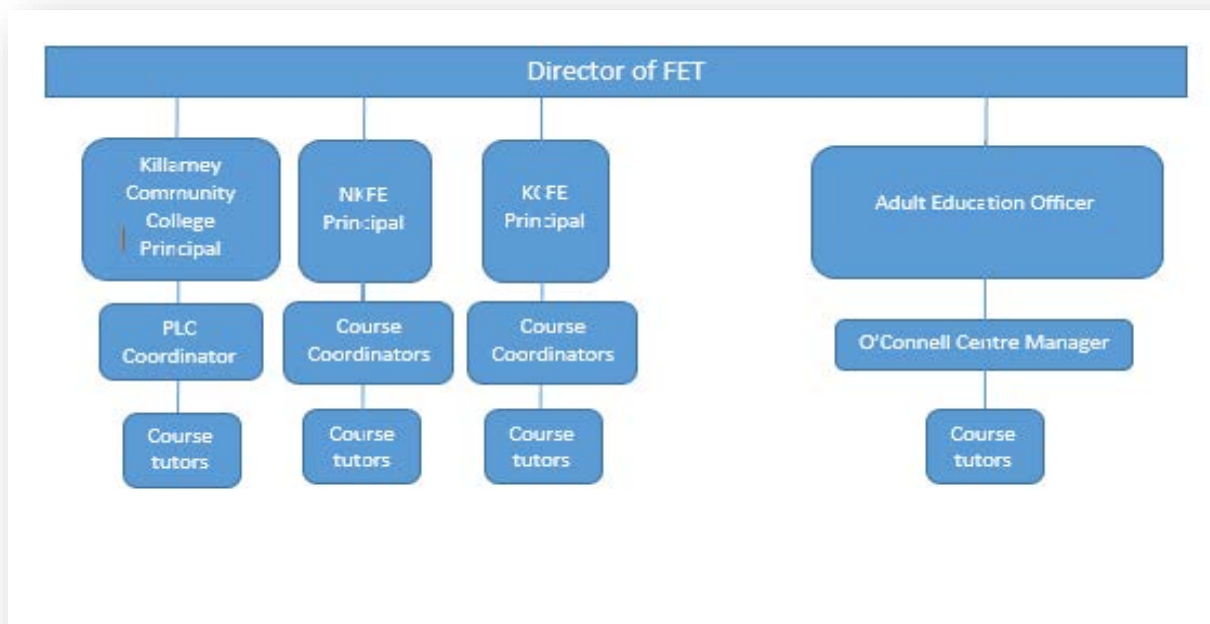 Director of FET
Killarney
Community
College
Principal
NKFE
Principal
KCFE
Principal
Adult Education Officer
PLC
Coordinator
Course
Coordinators
Course
Coordinators
O'Connell Centre Manager
Course
tutors
Course
tutors
Course
tutors
Course
tutors